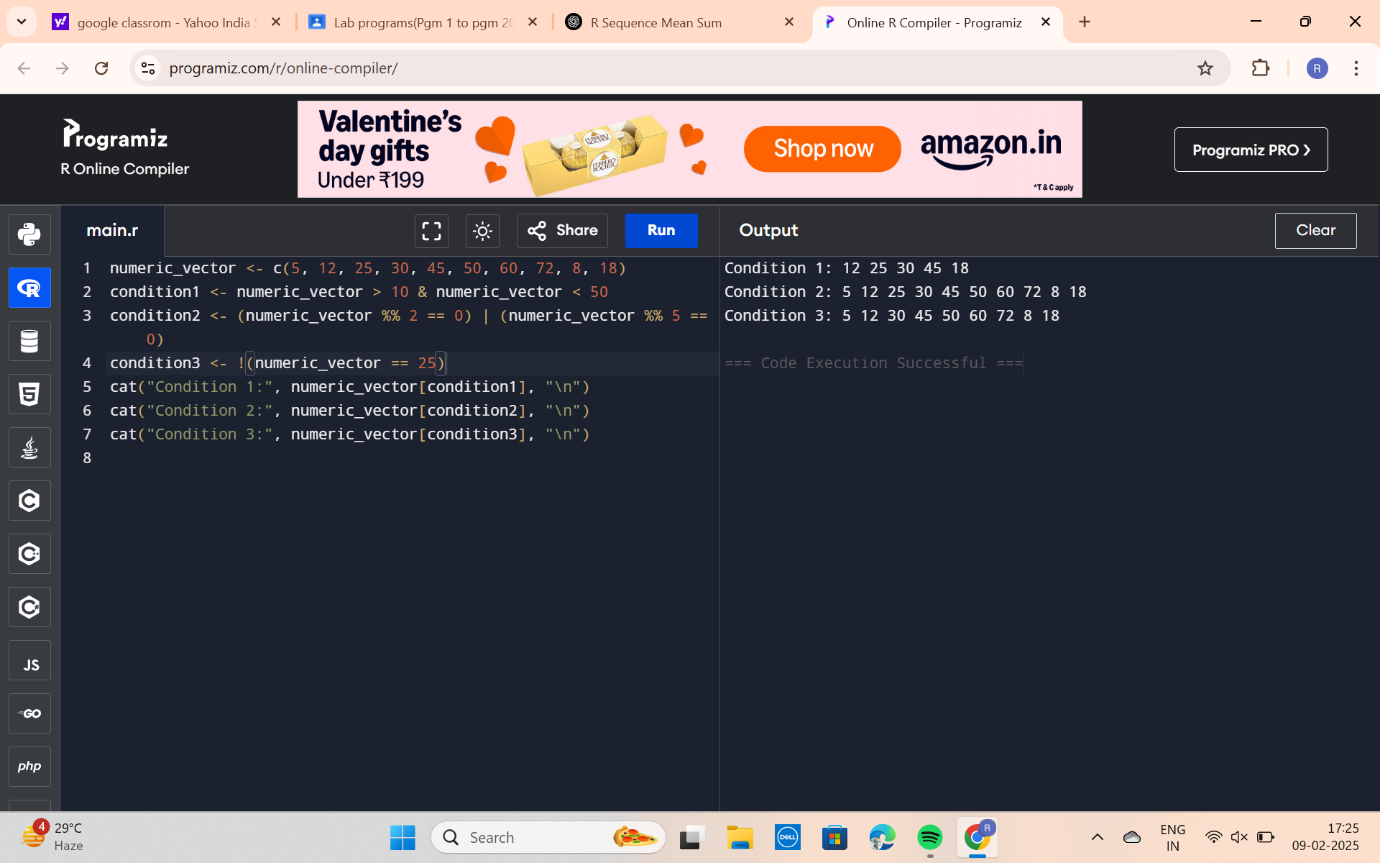 google classrom - Yahoo India S
Lab programs(Pgm 1 to pgm 20
R Sequence Mean Sum
Online R Compiler - Programiz
programiz.com/r/online-compiler/
R
Programiz
R Online Compiler
Valentine's
day gifts
Under ₹199
Shop now
amazon.in
*T & C apply
Programiz PRO
main.r
Share
Run
Output
Clear
1 numeric_vector <- c(5, 12, 25, 30, 45, 50, 60, 72, 8, 18)
2 condition1 <- numeric_vector > 10 & numeric_vector < 50
3 condition2 <- (numeric_vector %% 2 == 0) | (numeric_vector %% 5 ==
0)
4 condition3 <- !(numeric_vector == 25)
5 cat("Condition 1:", numeric_vector[condition1], "\n")
6 cat("Condition 2:", numeric_vector[condition2], "\n")
7 cat("Condition 3:", numeric_vector[condition3], "\n")
8
Condition 1: 12 25 30 45 18
Condition 2: 5 12 25 30 45 50 60 72 8 18
Condition 3: 5 12 30 45 50 60 72 8 18
=== Code Execution Successful ===
JS
GO
php
4
29°C
Haze
Search
DELL
R
ENG
IN
17:25
09-02-2025